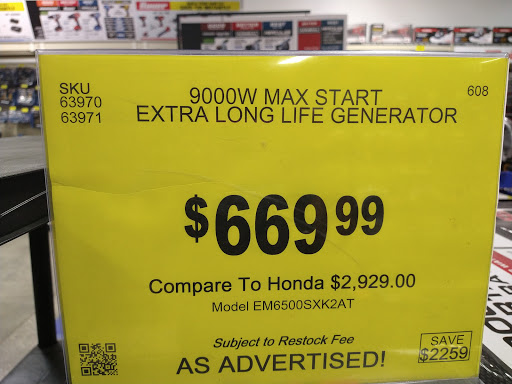 SKU
63970
63971
9000W MAX START
EXTRA LONG LIFE GENERATOR
608
$669 99
Compare To Honda $2,929.00
Model EM6500SXK2AT
Subject to Restock Fee
AS ADVERTISED!
SAVE
$2259